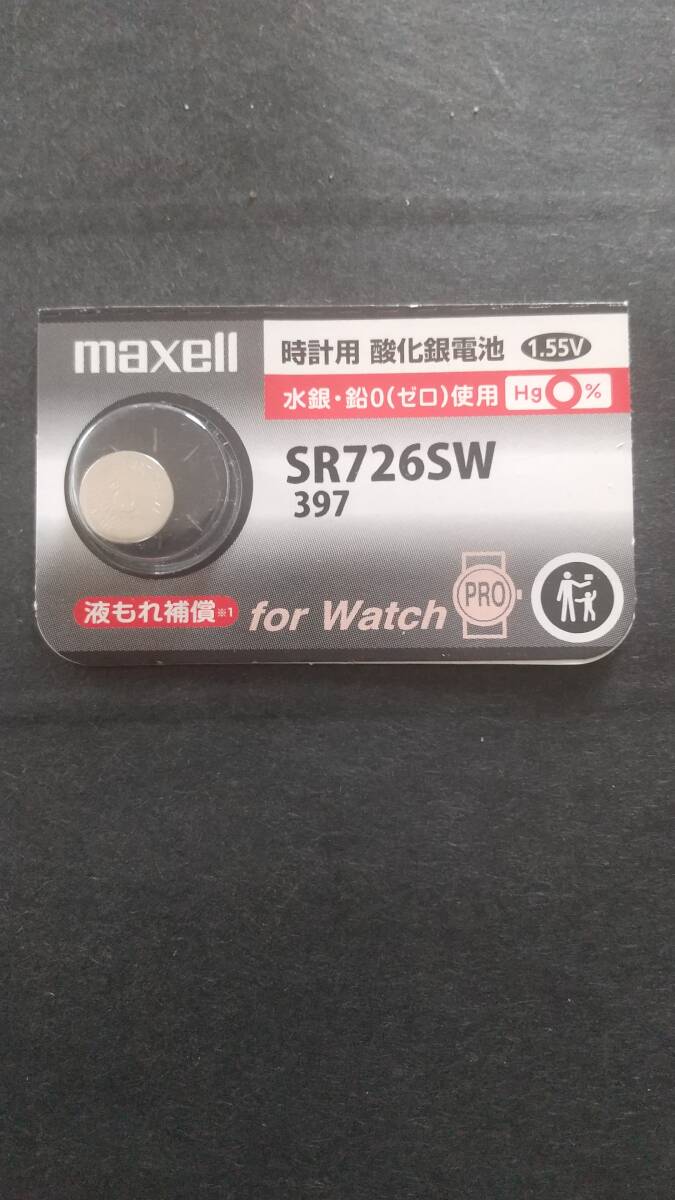 maxell
時計用 酸化銀電池 1.55V
水銀・鉛0(ゼロ)使用 Hg0%
SR726SW
397
液もれ補償※1 for Watch PRO